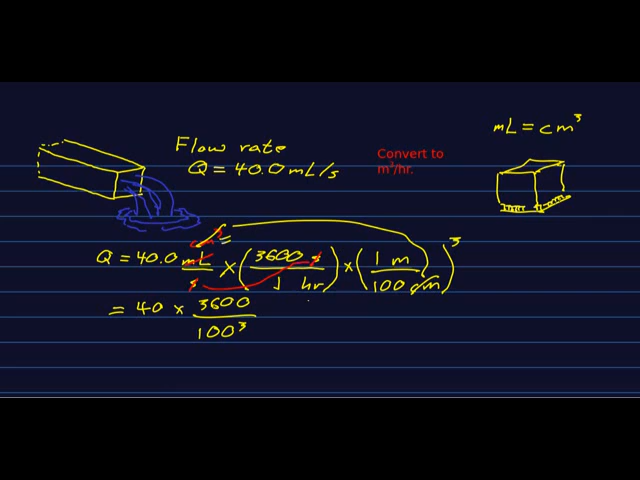 mL = cm³
Flow rate
Q = 40.0 mL/s
Convert to
m³/hr.
Q = 40.0 mL/s × (3600 s / 1 hr) × (1 m / 100 cm)³
= 40 × 3600 / 100³